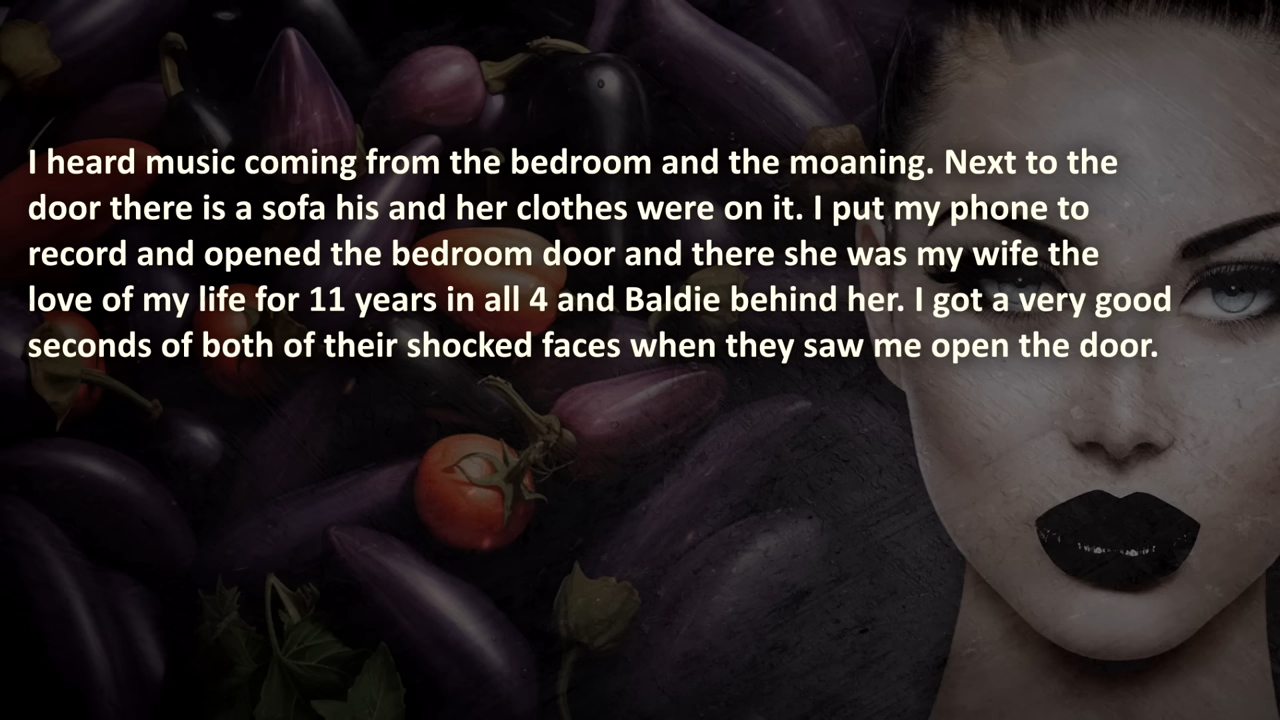 I heard music coming from the bedroom and the moaning. Next to the
door there is a sofa his and her clothes were on it. I put my phone to
record and opened the bedroom door and there she was my wife the
love of my life for 11 years in all 4 and Baldie behind her. I got a very good
seconds of both of their shocked faces when they saw me open the door.